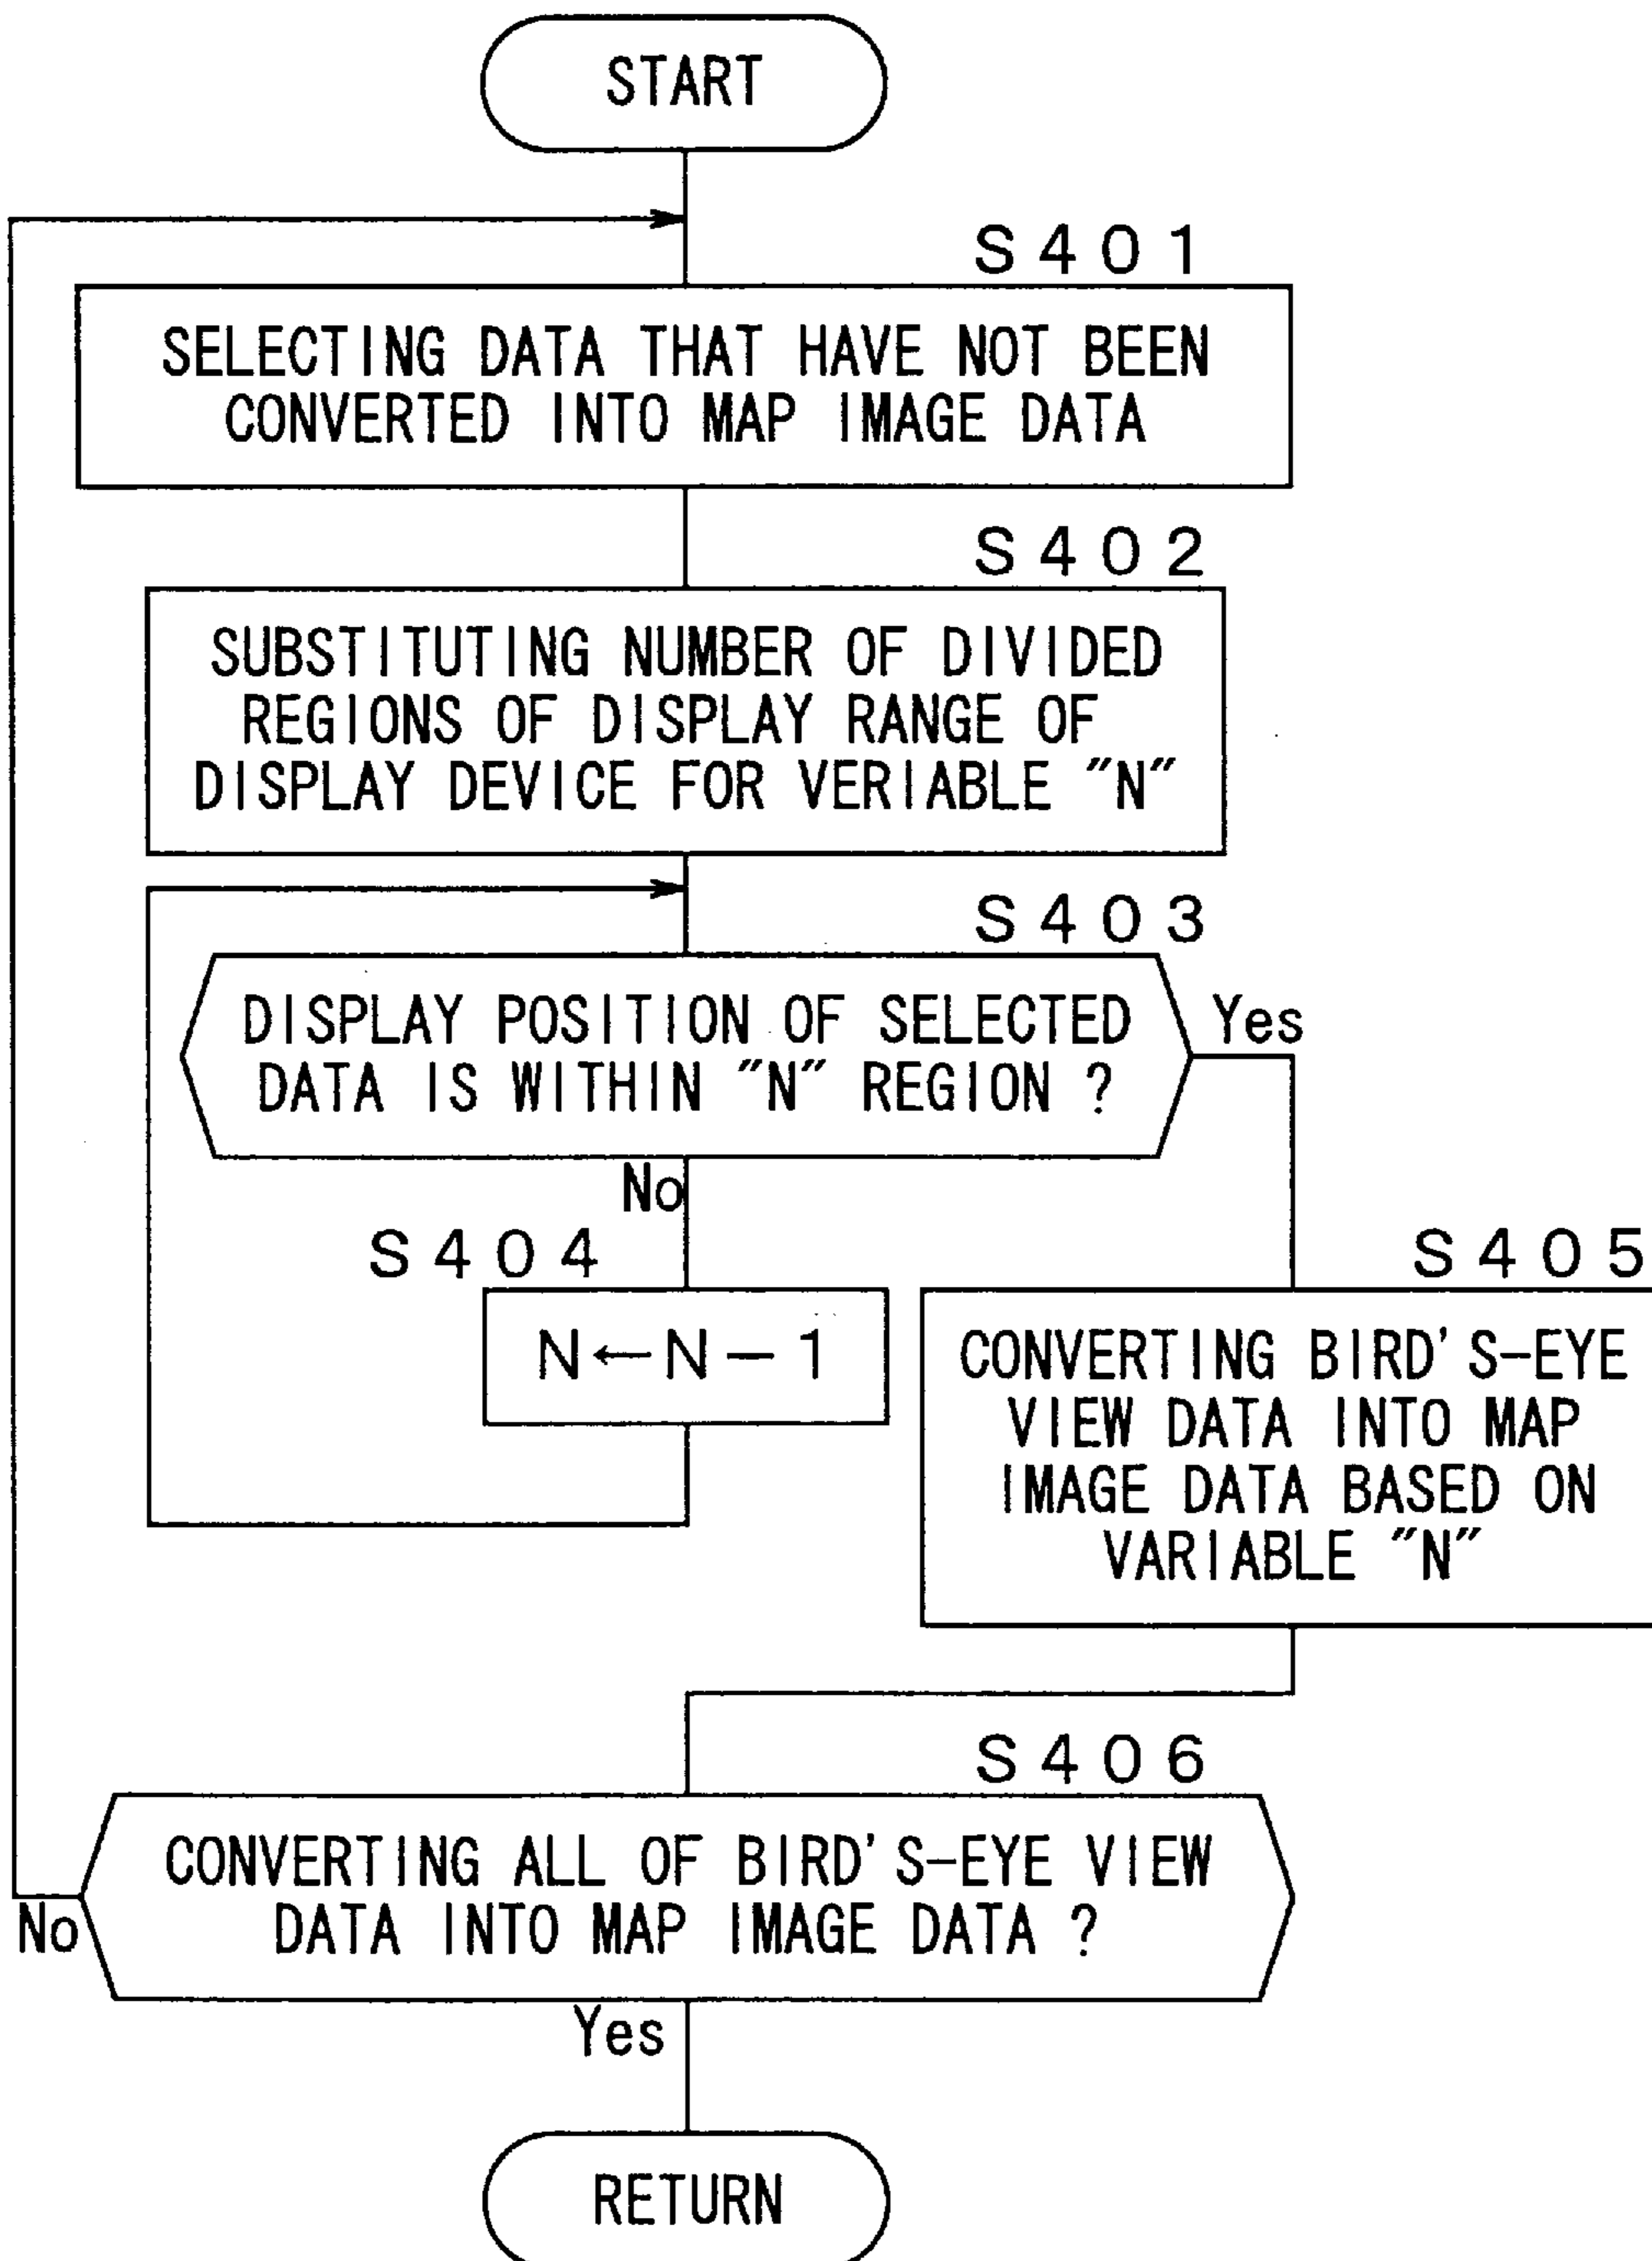 START
S401
SELECTING DATA THAT HAVE NOT BEEN
CONVERTED INTO MAP IMAGE DATA
S402
SUBSTITUTING NUMBER OF DIVIDED
REGIONS OF DISPLAY RANGE OF
DISPLAY DEVICE FOR VERIABLE "N"
S403
DISPLAY POSITION OF SELECTED
DATA IS WITHIN "N" REGION ?
Yes
No
S404
N←N-1
S405
CONVERTING BIRD'S-EYE
VIEW DATA INTO MAP
IMAGE DATA BASED ON
VARIABLE "N"
S406
CONVERTING ALL OF BIRD'S-EYE VIEW
DATA INTO MAP IMAGE DATA ?
No
Yes
RETURN